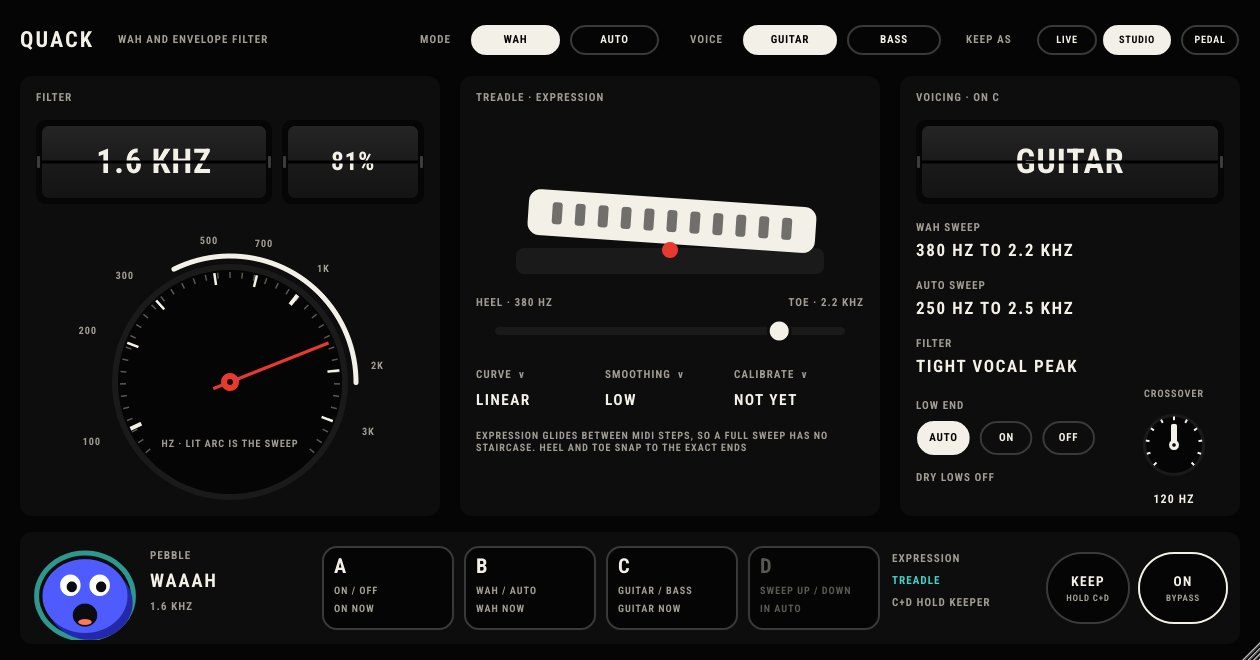 QUACK
WAH AND ENVELOPE FILTER
MODE
WAH
AUTO
VOICE
GUITAR
BASS
KEEP AS
LIVE
STUDIO
PEDAL
FILTER
1.6 KHZ
81%
500
700
300
1K
200
2K
100
3K
HZ · LIT ARC IS THE SWEEP
TREADLE · EXPRESSION
HEEL · 380 HZ
TOE · 2.2 KHZ
CURVE ∨
SMOOTHING ∨
CALIBRATE ∨
LINEAR
LOW
NOT YET
EXPRESSION GLIDES BETWEEN MIDI STEPS, SO A FULL SWEEP HAS NO
STAIRCASE. HEEL AND TOE SNAP TO THE EXACT ENDS
VOICING · ON C
GUITAR
WAH SWEEP
380 HZ TO 2.2 KHZ
AUTO SWEEP
250 HZ TO 2.5 KHZ
FILTER
TIGHT VOCAL PEAK
LOW END
AUTO
ON
OFF
DRY LOWS OFF
CROSSOVER
120 HZ
PEBBLE
WAAAH
1.6 KHZ
A
ON / OFF
ON NOW
B
WAH / AUTO
WAH NOW
C
GUITAR / BASS
GUITAR NOW
D
SWEEP UP / DOWN
IN AUTO
EXPRESSION
TREADLE
C+D HOLD KEEPER
KEEP
HOLD C+D
ON
BYPASS